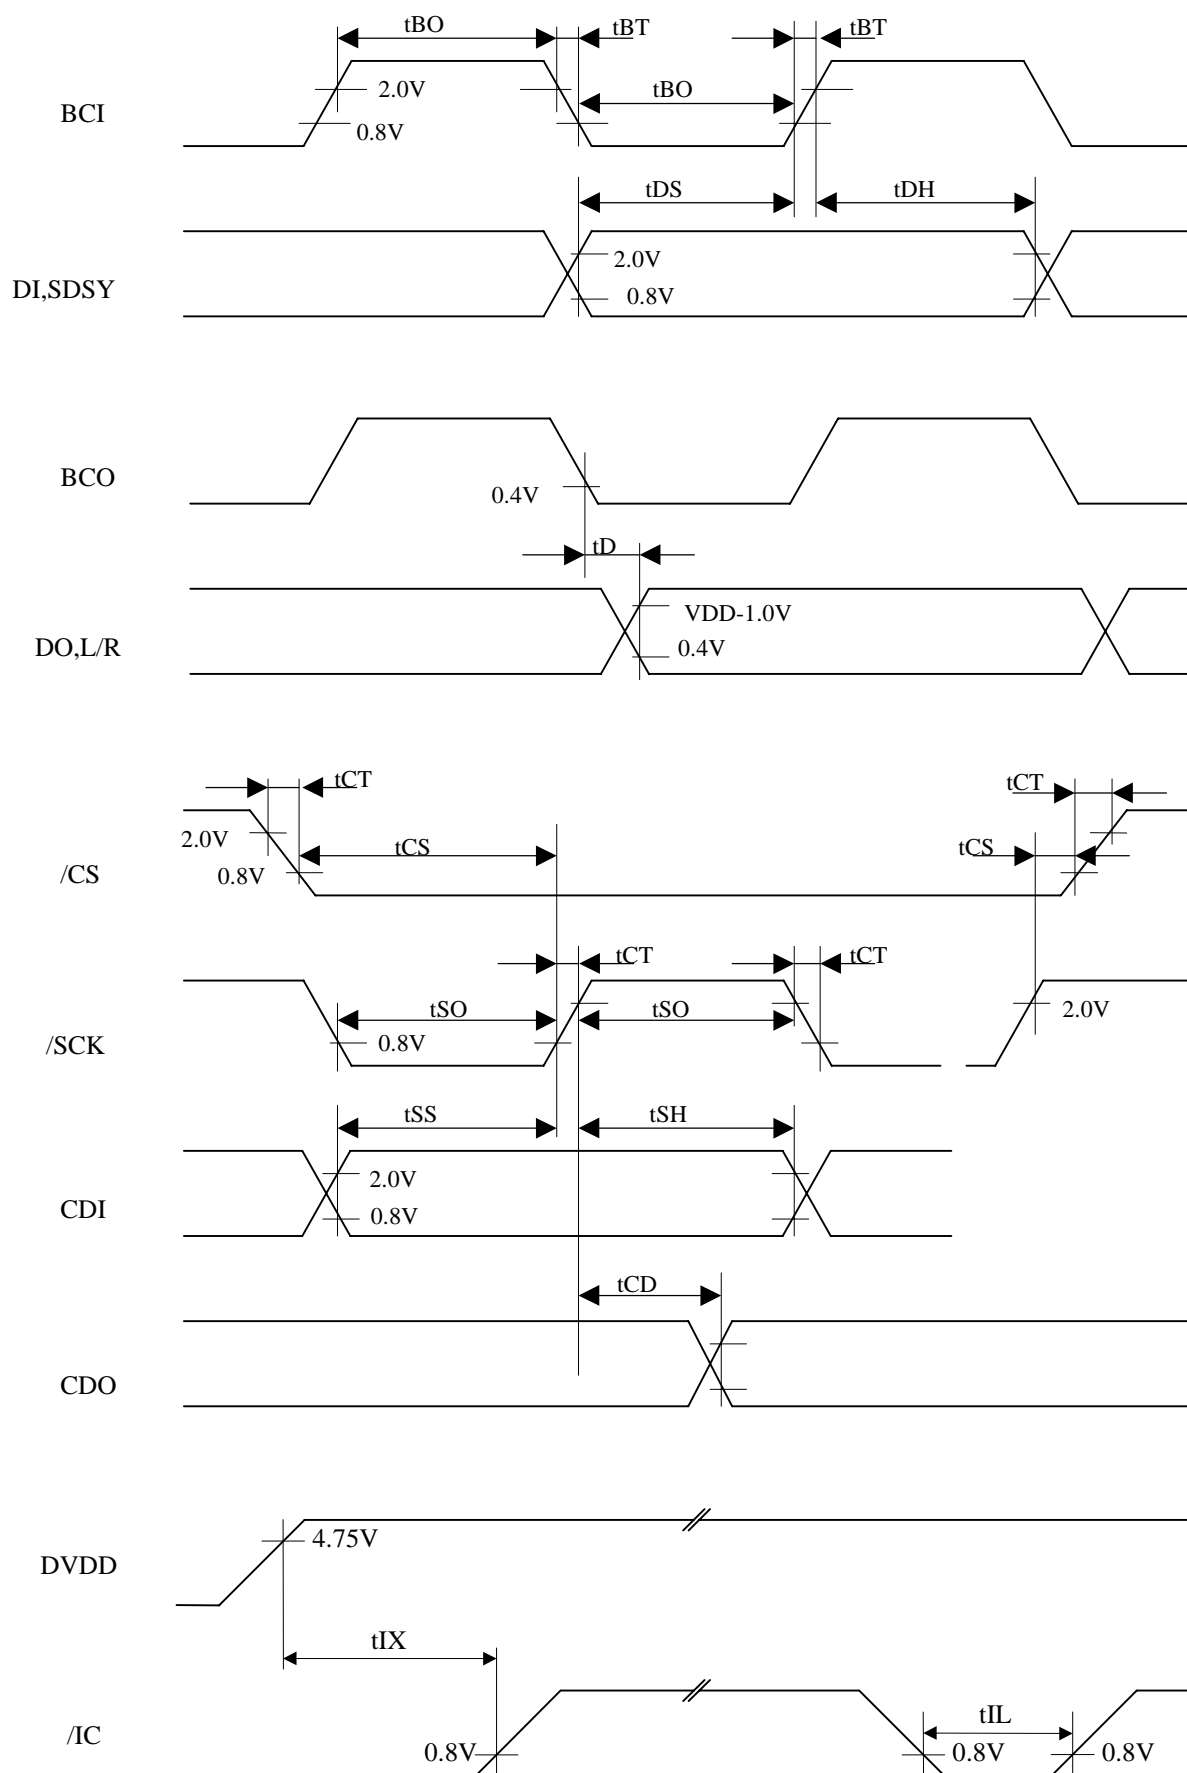 tBO
tBT
tBT
BCI
2.0V
0.8V
tBO
tDS
tDH
DI,SDSY
2.0V
0.8V
BCO
0.4V
tD
DO,L/R
VDD-1.0V
0.4V
tCT
tCT
2.0V
0.8V
/CS
tCS
tCS
tCT
tCT
/SCK
tSO
tSO
0.8V
2.0V
tSS
tSH
CDI
2.0V
0.8V
tCD
CDO
DVDD
4.75V
tIX
/IC
0.8V
tIL
0.8V
0.8V